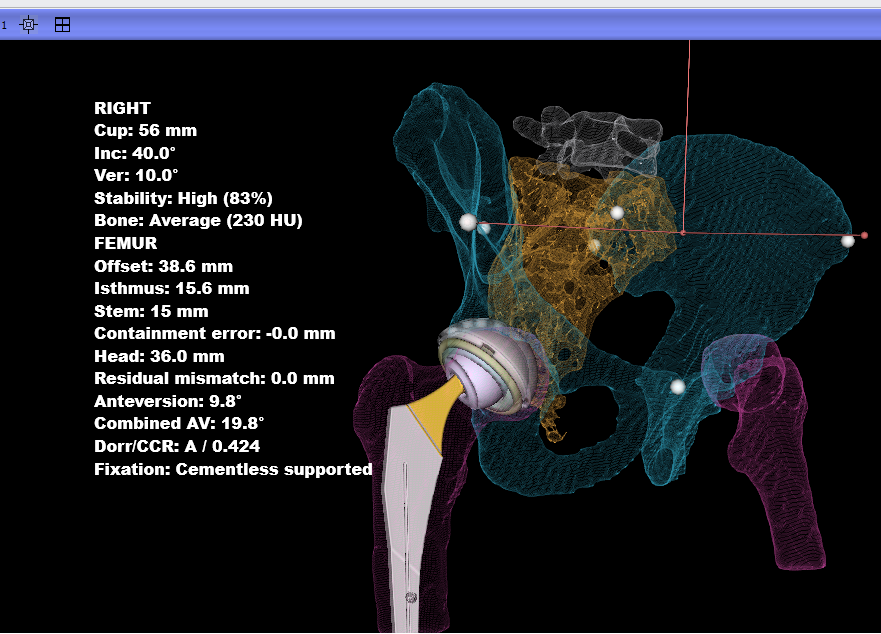 1
RIGHT
Cup: 56 mm
Inc: 40.0°
Ver: 10.0°
Stability: High (83%)
Bone: Average (230 HU)
FEMUR
Offset: 38.6 mm
Isthmus: 15.6 mm
Stem: 15 mm
Containment error: -0.0 mm
Head: 36.0 mm
Residual mismatch: 0.0 mm
Anteversion: 9.8°
Combined AV: 19.8°
Dorr/CCR: A / 0.424
Fixation: Cementless supported